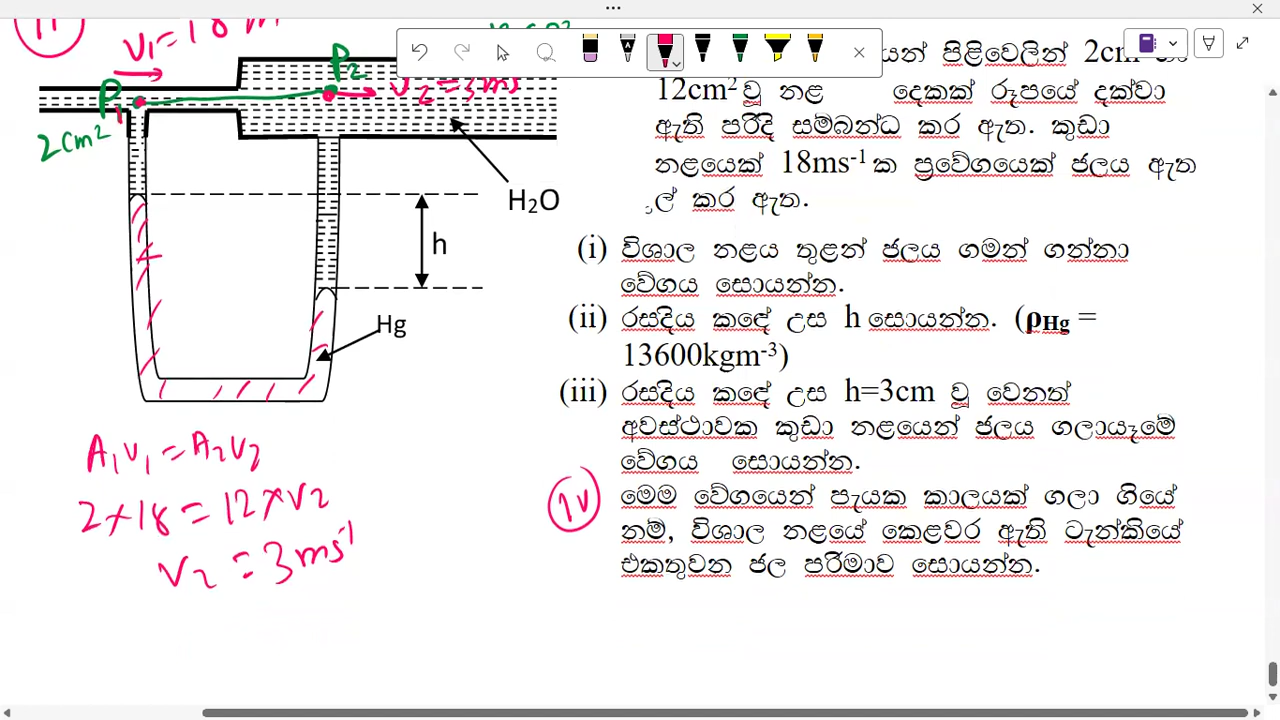 11
V1 = 18 m
P1
P2
V2 = 3ms
2cm²
H₂O
h
Hg
A1V1 = A2V2
2×18 = 12×V2
V2 = 3ms⁻¹
යන් පිළිවෙලින් 2cm
12cm² වූ නළ දෙකක් රූපයේ දක්වා
ඇති පරිදි සම්බන්ධ කර ඇත. කුඩා
නළයෙක් 18ms⁻¹ ක ප්‍රවේගයෙක් ජලය ඇත
ල් කර ඇත.
(i) විශාල නළය තුළන් ජලය ගමන් ගන්නා
වේගය සොයන්න.
(ii) රසදිය කඳේ උස h සොයන්න. (ρHg =
13600kgm⁻³)
(iii) රසදිය කඳේ උස h=3cm වූ වෙනත්
අවස්ථාවක කුඩා නළයෙන් ජලය ගලායෑමේ
වේගය සොයන්න.
iv මෙම වේගයෙන් පැයක කාලයක් ගලා ගියේ
නම්, විශාල නළයේ කෙළවර ඇති ටැන්කියේ
එකතුවන ජල පරිමාව සොයන්න.